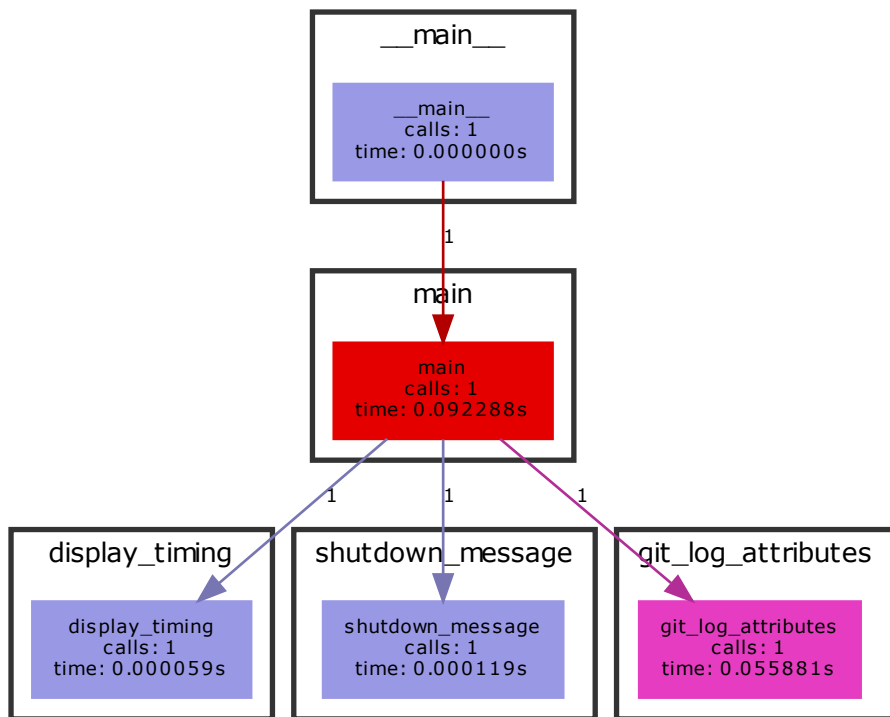 __main__
__main__
calls: 1
time: 0.000000s
1
main
main
calls: 1
time: 0.092288s
1
1
1
display_timing
display_timing
calls: 1
time: 0.000059s
shutdown_message
shutdown_message
calls: 1
time: 0.000119s
git_log_attributes
git_log_attributes
calls: 1
time: 0.055881s